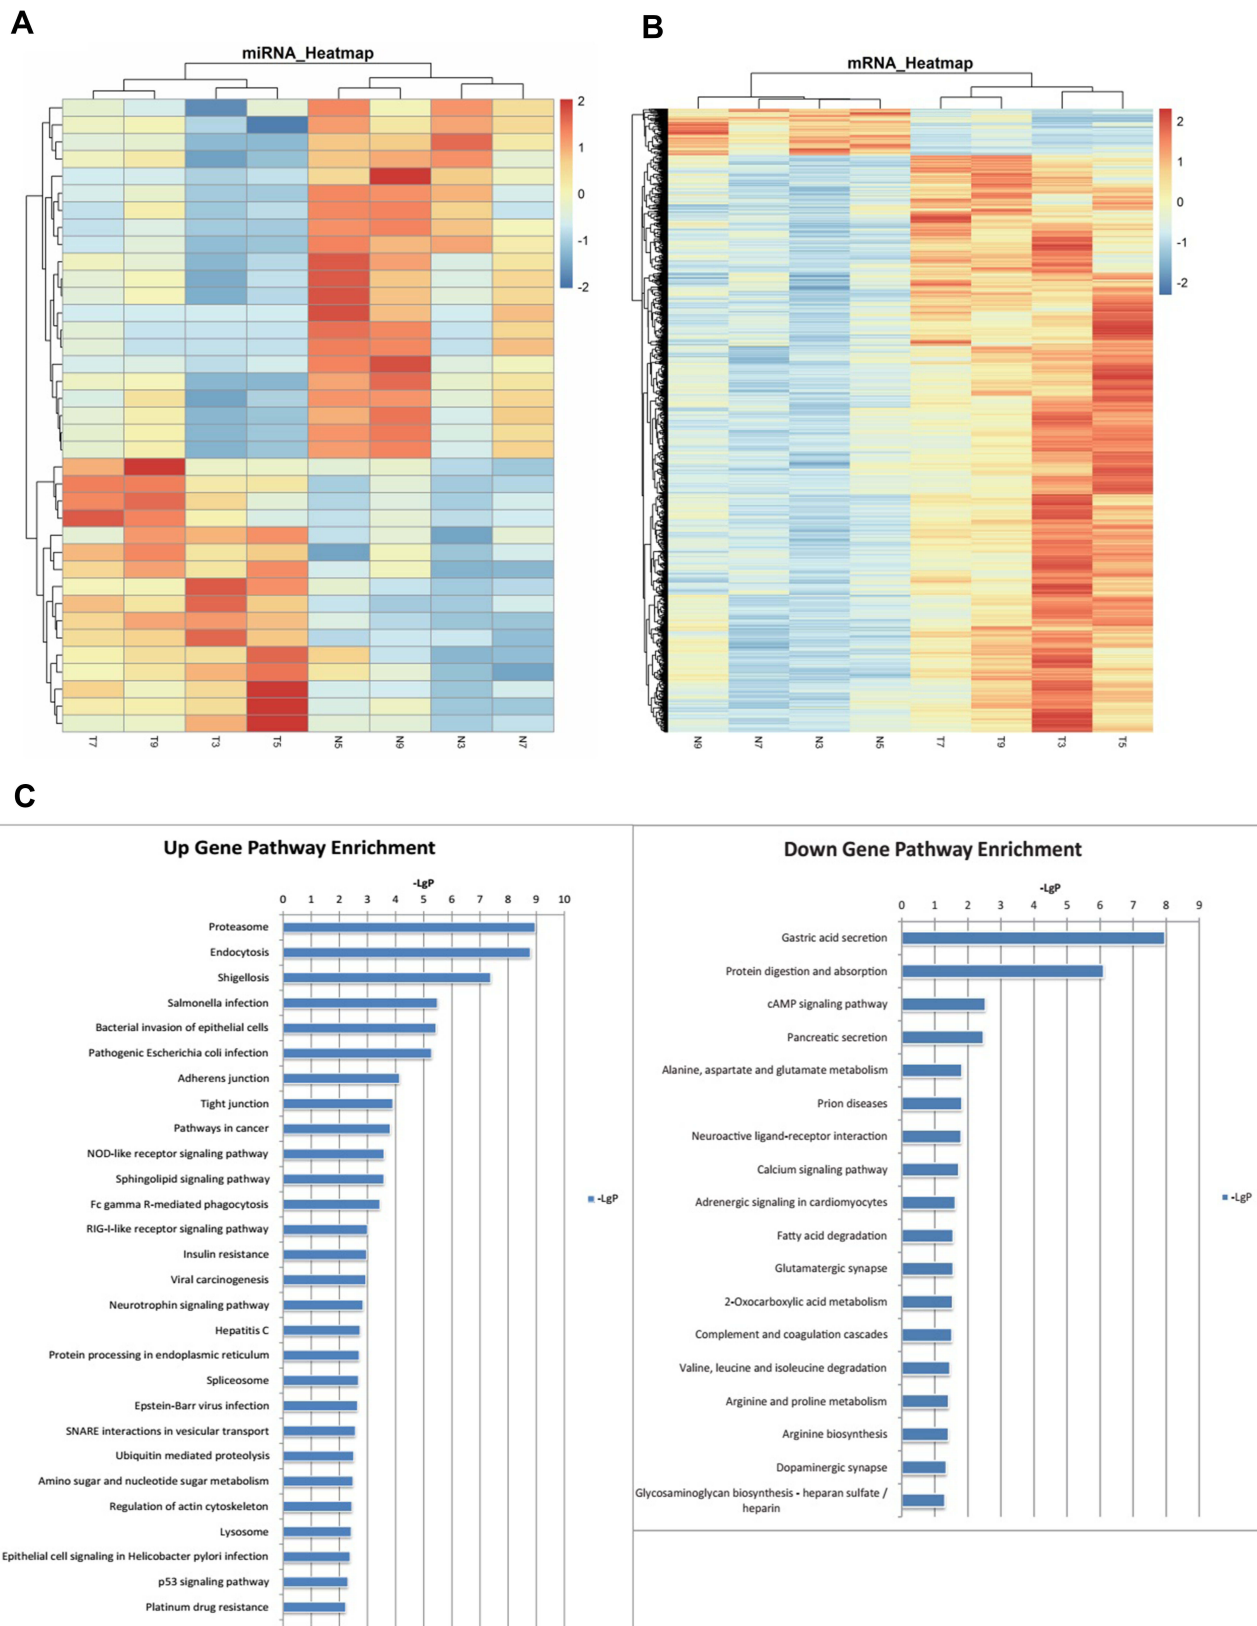 A
miRNA_Heatmap
2
1
0
-1
-2
T7 T9 T3 T5 N5 N9 N3 N7
B
mRNA_Heatmap
2
1
0
-1
-2
N9 N7 N3 N5 T7 T9 T3 T5
C
Up Gene Pathway Enrichment
-LgP
0 1 2 3 4 5 6 7 8 9 10
Proteasome
Endocytosis
Shigellosis
Salmonella infection
Bacterial invasion of epithelial cells
Pathogenic Escherichia coli infection
Adherens junction
Tight junction
Pathways in cancer
NOD-like receptor signaling pathway
Sphingolipid signaling pathway
Fc gamma R-mediated phagocytosis
RIG-I-like receptor signaling pathway
Insulin resistance
Viral carcinogenesis
Neurotrophin signaling pathway
Hepatitis C
Protein processing in endoplasmic reticulum
Spliceosome
Epstein-Barr virus infection
SNARE interactions in vesicular transport
Ubiquitin mediated proteolysis
Amino sugar and nucleotide sugar metabolism
Regulation of actin cytoskeleton
Lysosome
Epithelial cell signaling in Helicobacter pylori infection
p53 signaling pathway
Platinum drug resistance
-LgP
Down Gene Pathway Enrichment
-LgP
0 1 2 3 4 5 6 7 8 9
Gastric acid secretion
Protein digestion and absorption
cAMP signaling pathway
Pancreatic secretion
Alanine, aspartate and glutamate metabolism
Prion diseases
Neuroactive ligand-receptor interaction
Calcium signaling pathway
Adrenergic signaling in cardiomyocytes
Fatty acid degradation
Glutamatergic synapse
2-Oxocarboxylic acid metabolism
Complement and coagulation cascades
Valine, leucine and isoleucine degradation
Arginine and proline metabolism
Arginine biosynthesis
Dopaminergic synapse
Glycosaminoglycan biosynthesis - heparan sulfate /
heparin
-LgP